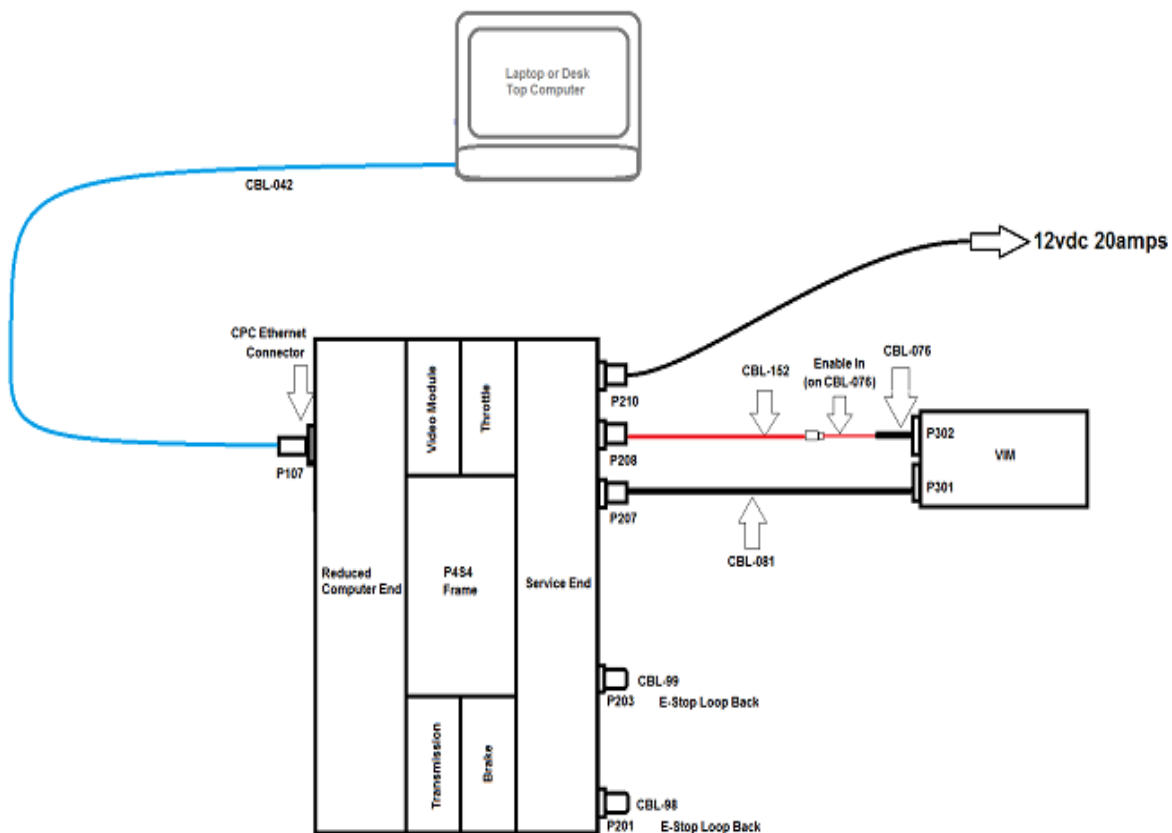 Laptop or Desk
Top Computer
CBL-042
12vdc 20amps
CPC Ethernet
Connector
P107
Reduced
Computer End
Video Module
Throttle
P4S4
Frame
Transmission
Brake
Service End
P210
P208
P207
CBL-152
Enable In
(on CBL-076)
CBL-076
P302
P301
VIM
CBL-081
CBL-99
P203 E-Stop Loop Back
CBL-98
P201 E-Stop Loop Back